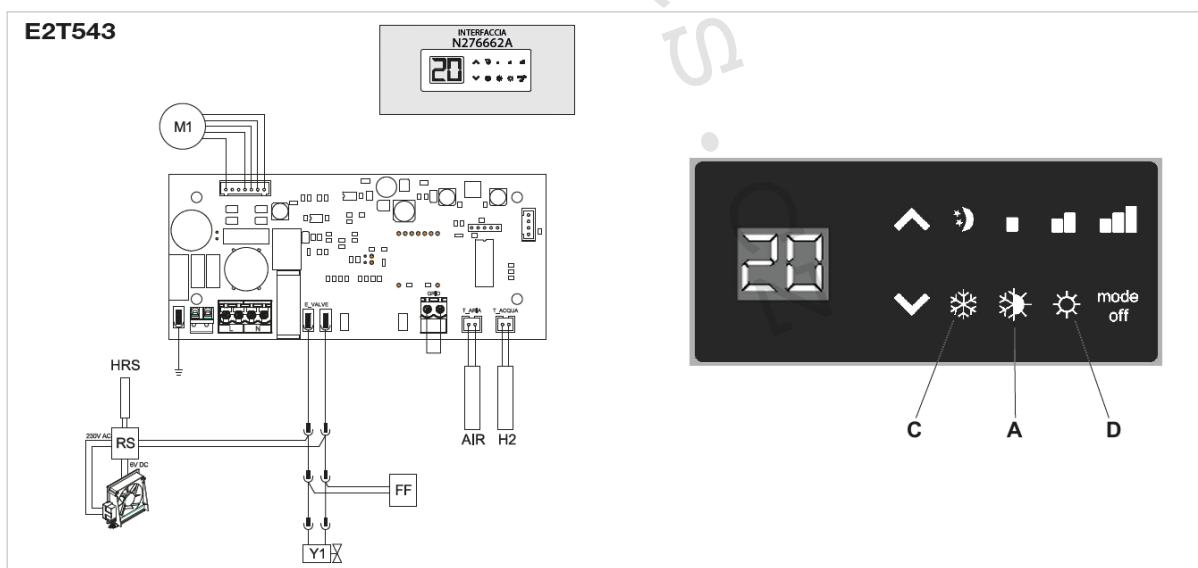 E2T543
INTERFACCIA
N276662A
20
M1
E_VALVE
L N
GRID
T_ARIA
T_ACQUA
HRS
230V AC
RS
6V DC
AIR
H2
FF
Y1
20
mode
off
C
A
D